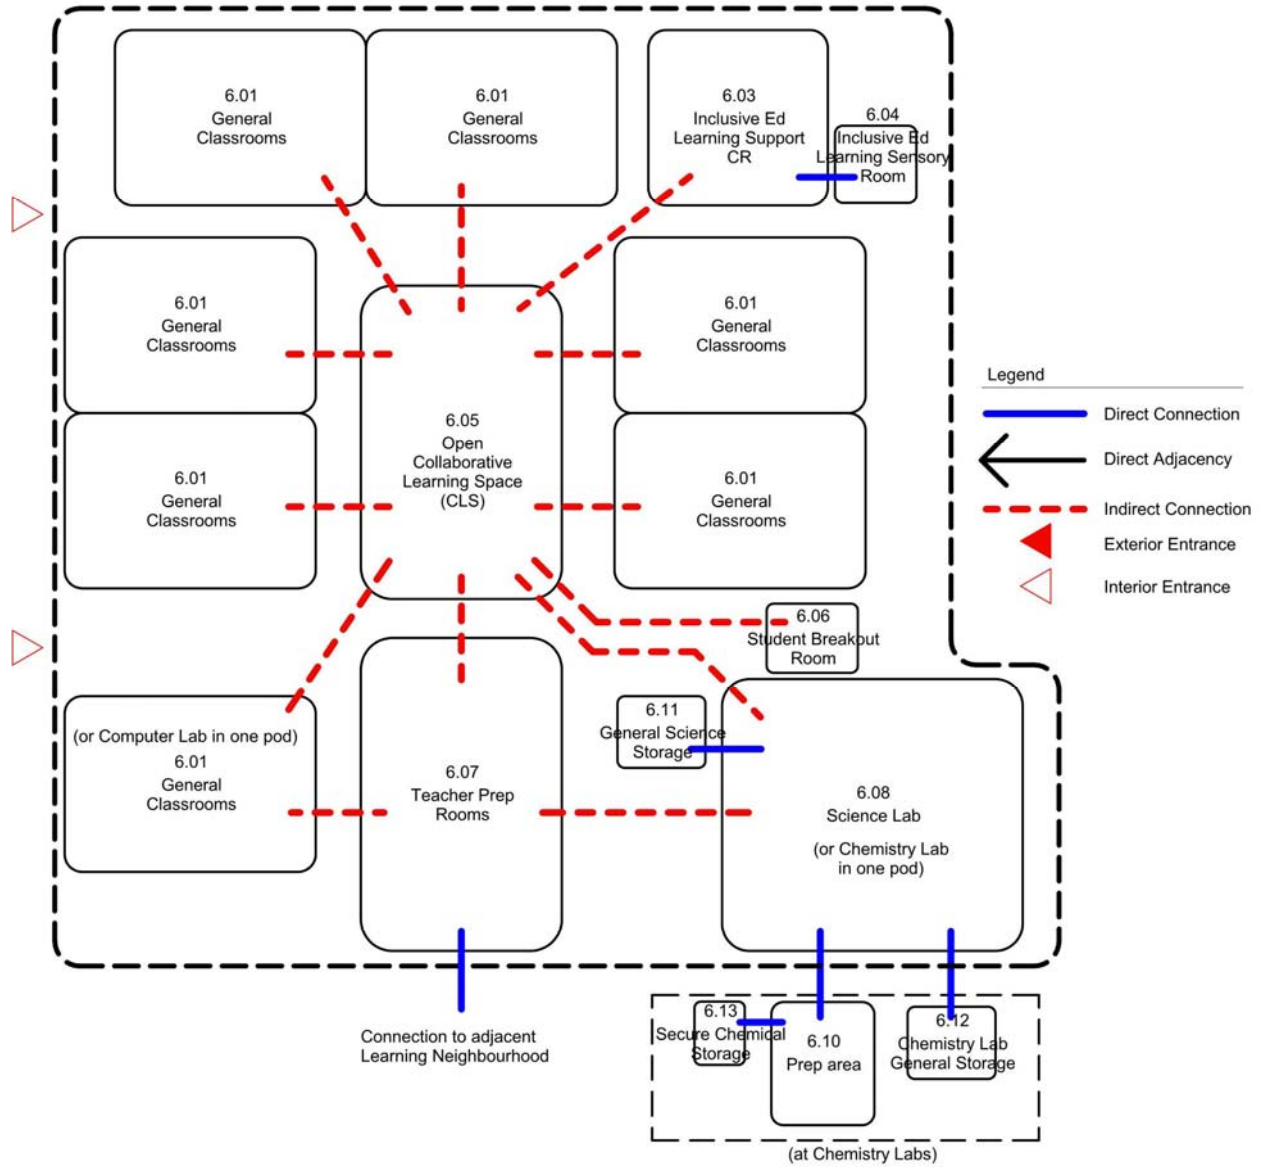 6.01
General
Classrooms
6.01
General
Classrooms
6.03
Inclusive Ed
Learning Support
CR
6.04
Inclusive Ed
Learning Sensory
Room
6.01
General
Classrooms
6.01
General
Classrooms
6.05
Open
Collaborative
Learning Space
(CLS)
6.01
General
Classrooms
6.01
General
Classrooms
Legend
Direct Connection
Direct Adjacency
Indirect Connection
Exterior Entrance
Interior Entrance
6.06
Student Breakout
Room
(or Computer Lab in one pod)
6.01
General
Classrooms
6.07
Teacher Prep
Rooms
6.11
General Science
Storage
6.08
Science Lab
(or Chemistry Lab
in one pod)
Connection to adjacent
Learning Neighbourhood
6.13
Secure Chemical
Storage
6.10
Prep area
6.12
Chemistry Lab
General Storage
(at Chemistry Labs)